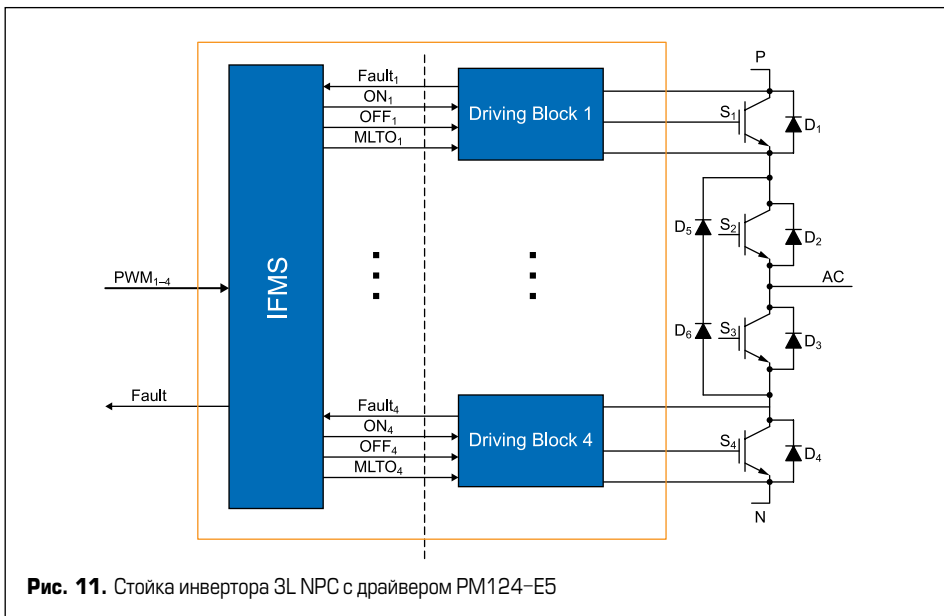 P
Fault₁
ON₁
OFF₁
MLTO₁
Driving Block 1
S₁
D₁
D₅
S₂
D₂
PWM₁₋₄
IFMS
AC
D₆
S₃
D₃
Fault
Fault₄
ON₄
OFF₄
MLTO₄
Driving Block 4
S₄
D₄
N
Рис. 11. Стойка инвертора 3L NPC с драйвером PM124-E5